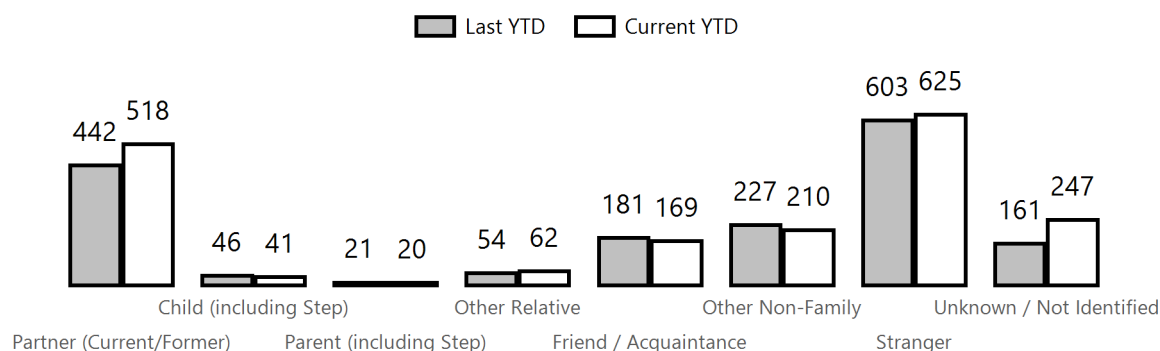 Last YTD Current YTD
442 518 46 41 21 20 54 62 181 169 227 210 603 625 161 247
Child (including Step) Other Relative Other Non-Family Unknown / Not Identified
Partner (Current/Former) Parent (including Step) Friend / Acquaintance Stranger